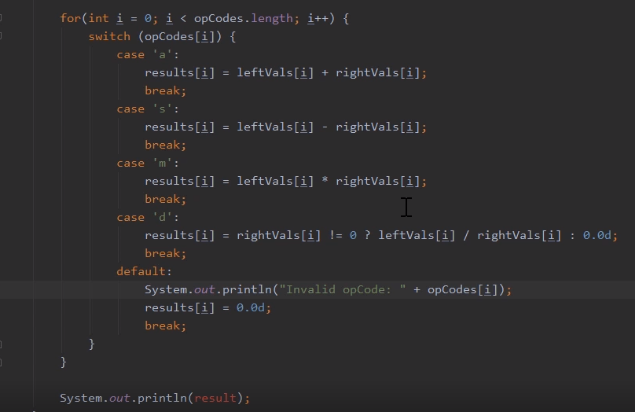 for(int i = 0; i < opCodes.length; i++) {
switch (opCodes[i]) {
case 'a':
results[i] = leftVals[i] + rightVals[i];
break;
case 's':
results[i] = leftVals[i] - rightVals[i];
break;
case 'm':
results[i] = leftVals[i] * rightVals[i];
break;
case 'd':
results[i] = rightVals[i] != 0 ? leftVals[i] / rightVals[i] : 0.0d;
break;
default:
System.out.println("Invalid opCode: " + opCodes[i]);
results[i] = 0.0d;
break;
}
}
System.out.println(result);